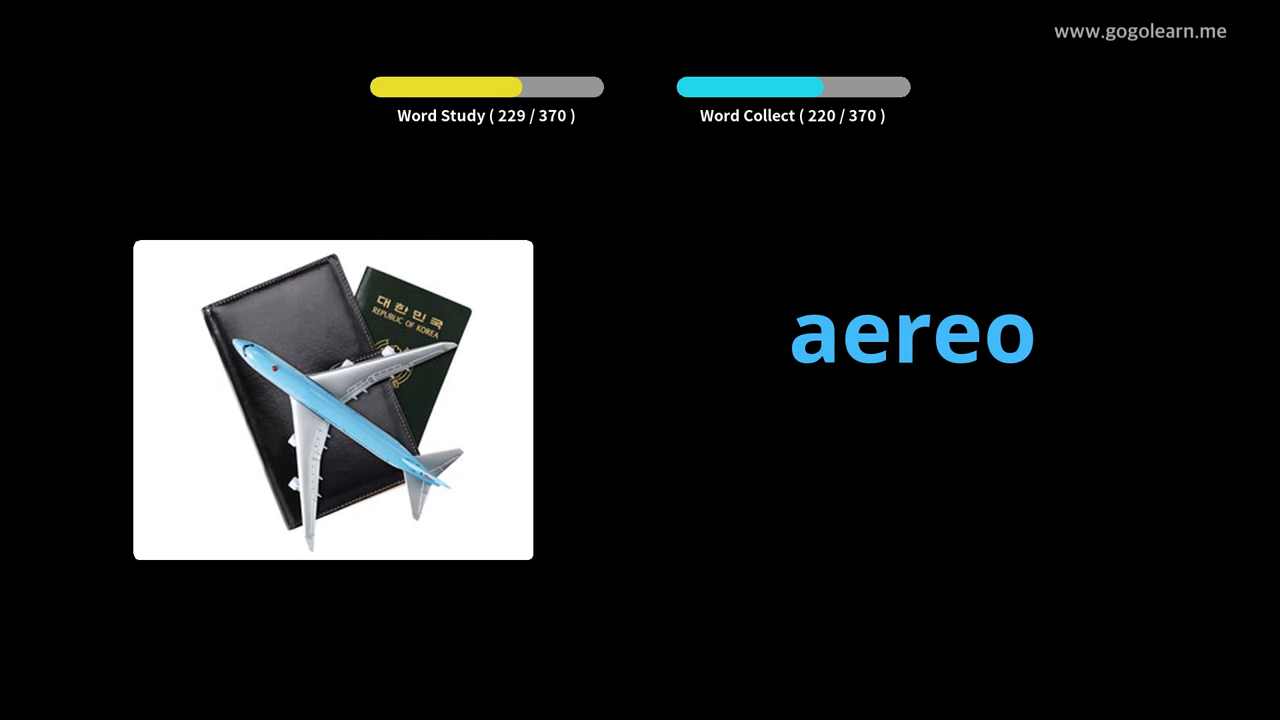 www.gogolearn.me
Word Study ( 229 / 370 )
Word Collect ( 220 / 370 )
대한민국
REPUBLIC OF KOREA
aereo